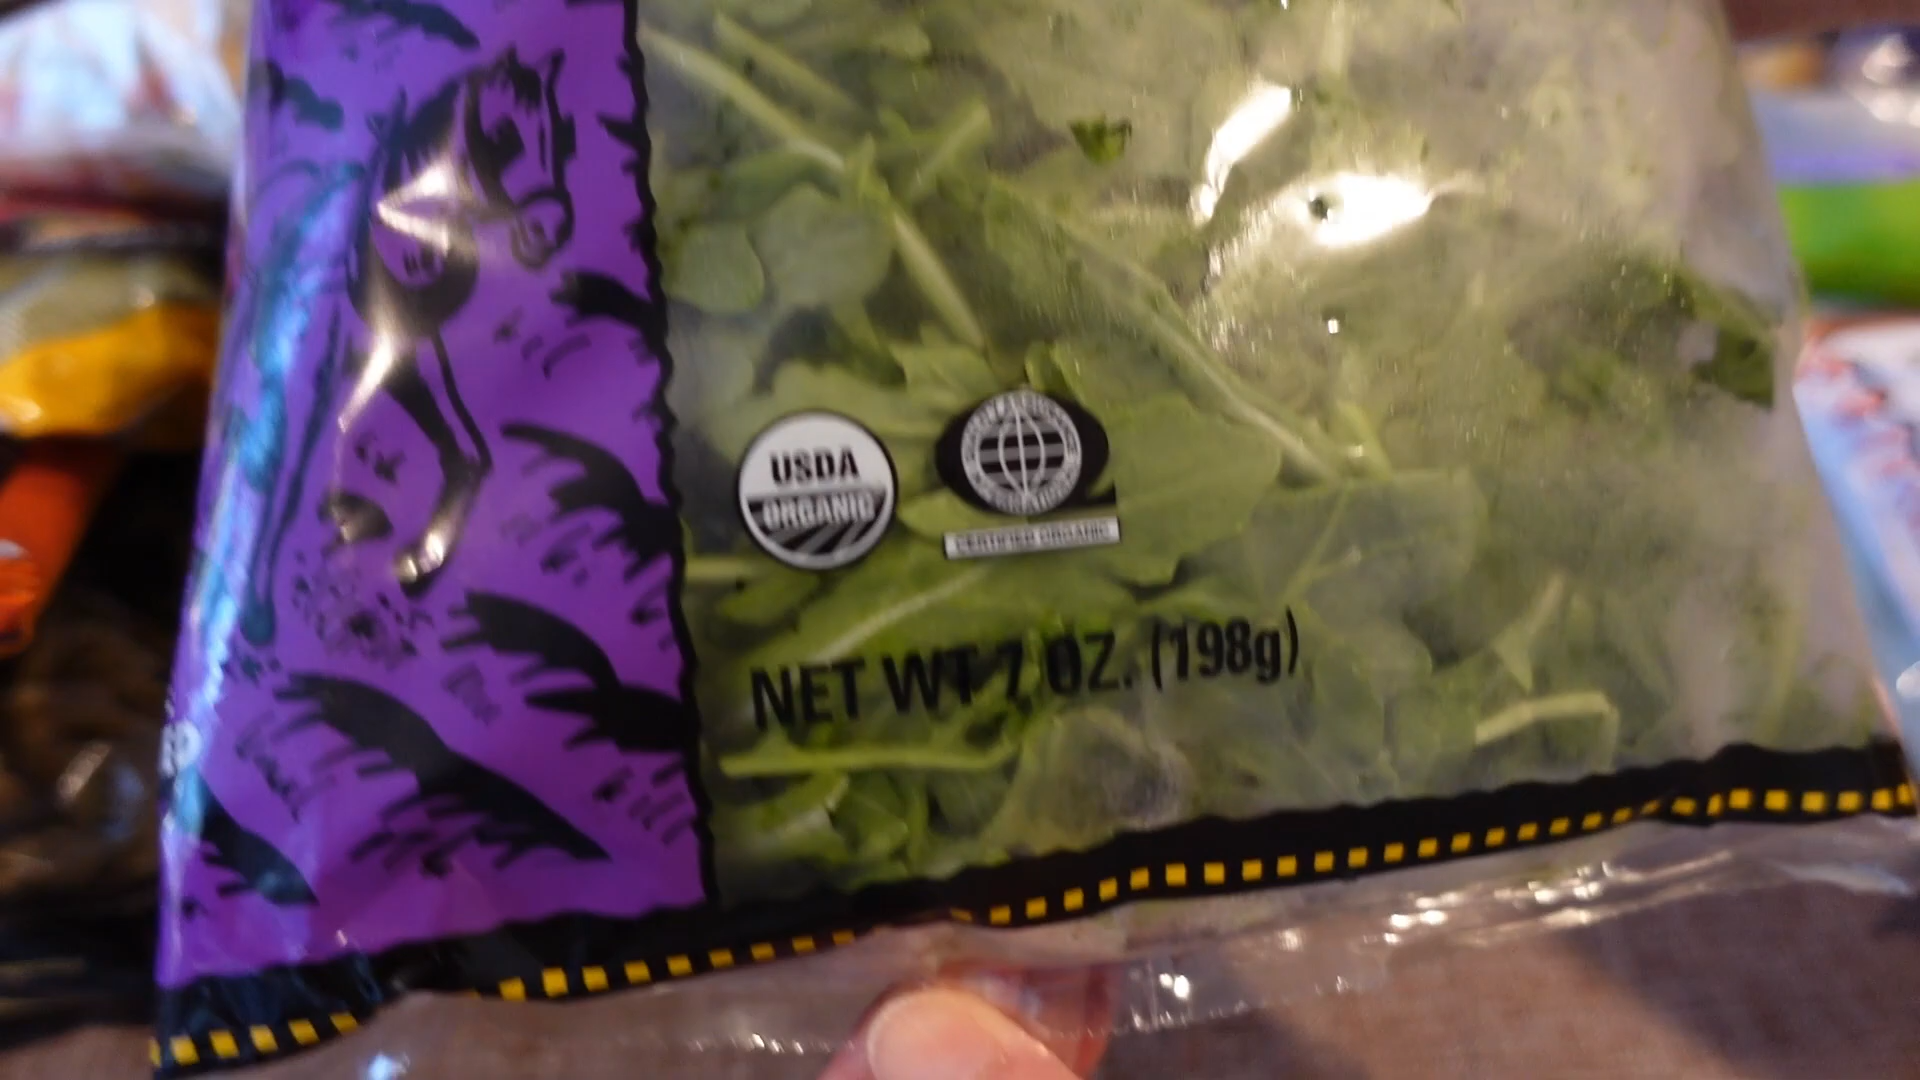 USDA
ORGANIC
CERTIFIED ORGANIC
NET WT 7 OZ. (198g)